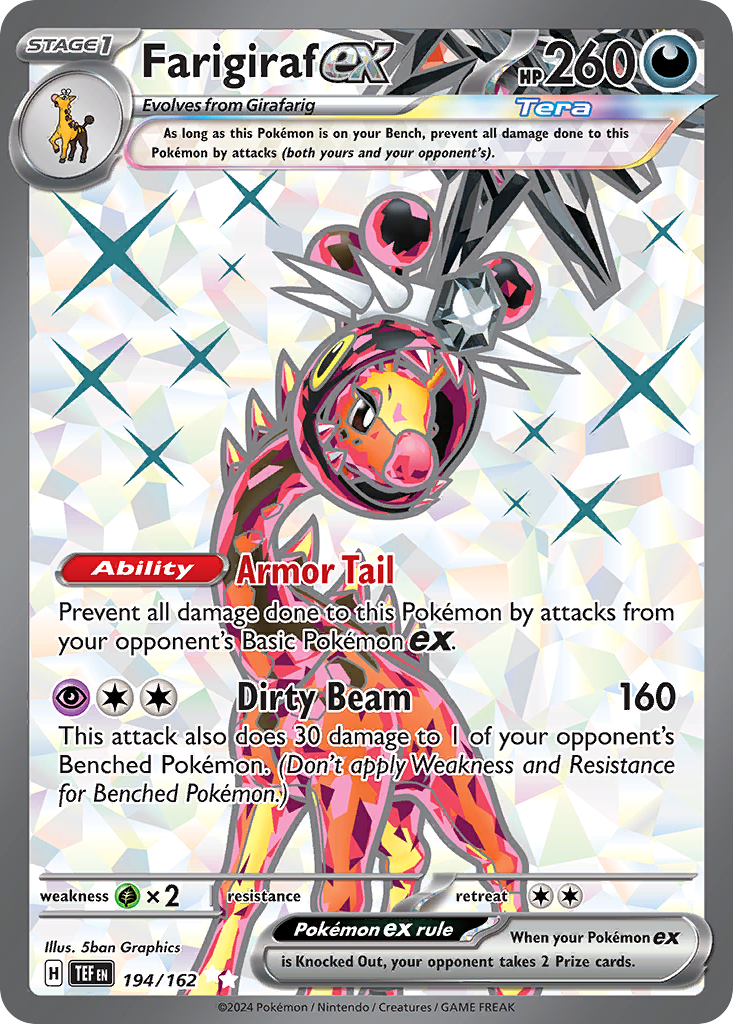 STAGE 1
Farigiraf ex HP 260
Evolves from Girafarig
Tera
As long as this Pokémon is on your Bench, prevent all damage done to this
Pokémon by attacks (both yours and your opponent's).
Ability Armor Tail
Prevent all damage done to this Pokémon by attacks from
your opponent's Basic Pokémon ex.
Dirty Beam 160
This attack also does 30 damage to 1 of your opponent's
Benched Pokémon. (Don't apply Weakness and Resistance
for Benched Pokémon.)
weakness ×2 resistance retreat
Illus. 5ban Graphics
Pokémon ex rule When your Pokémon ex
is Knocked Out, your opponent takes 2 Prize cards.
H TEF EN 194/162
©2024 Pokémon / Nintendo / Creatures / GAME FREAK